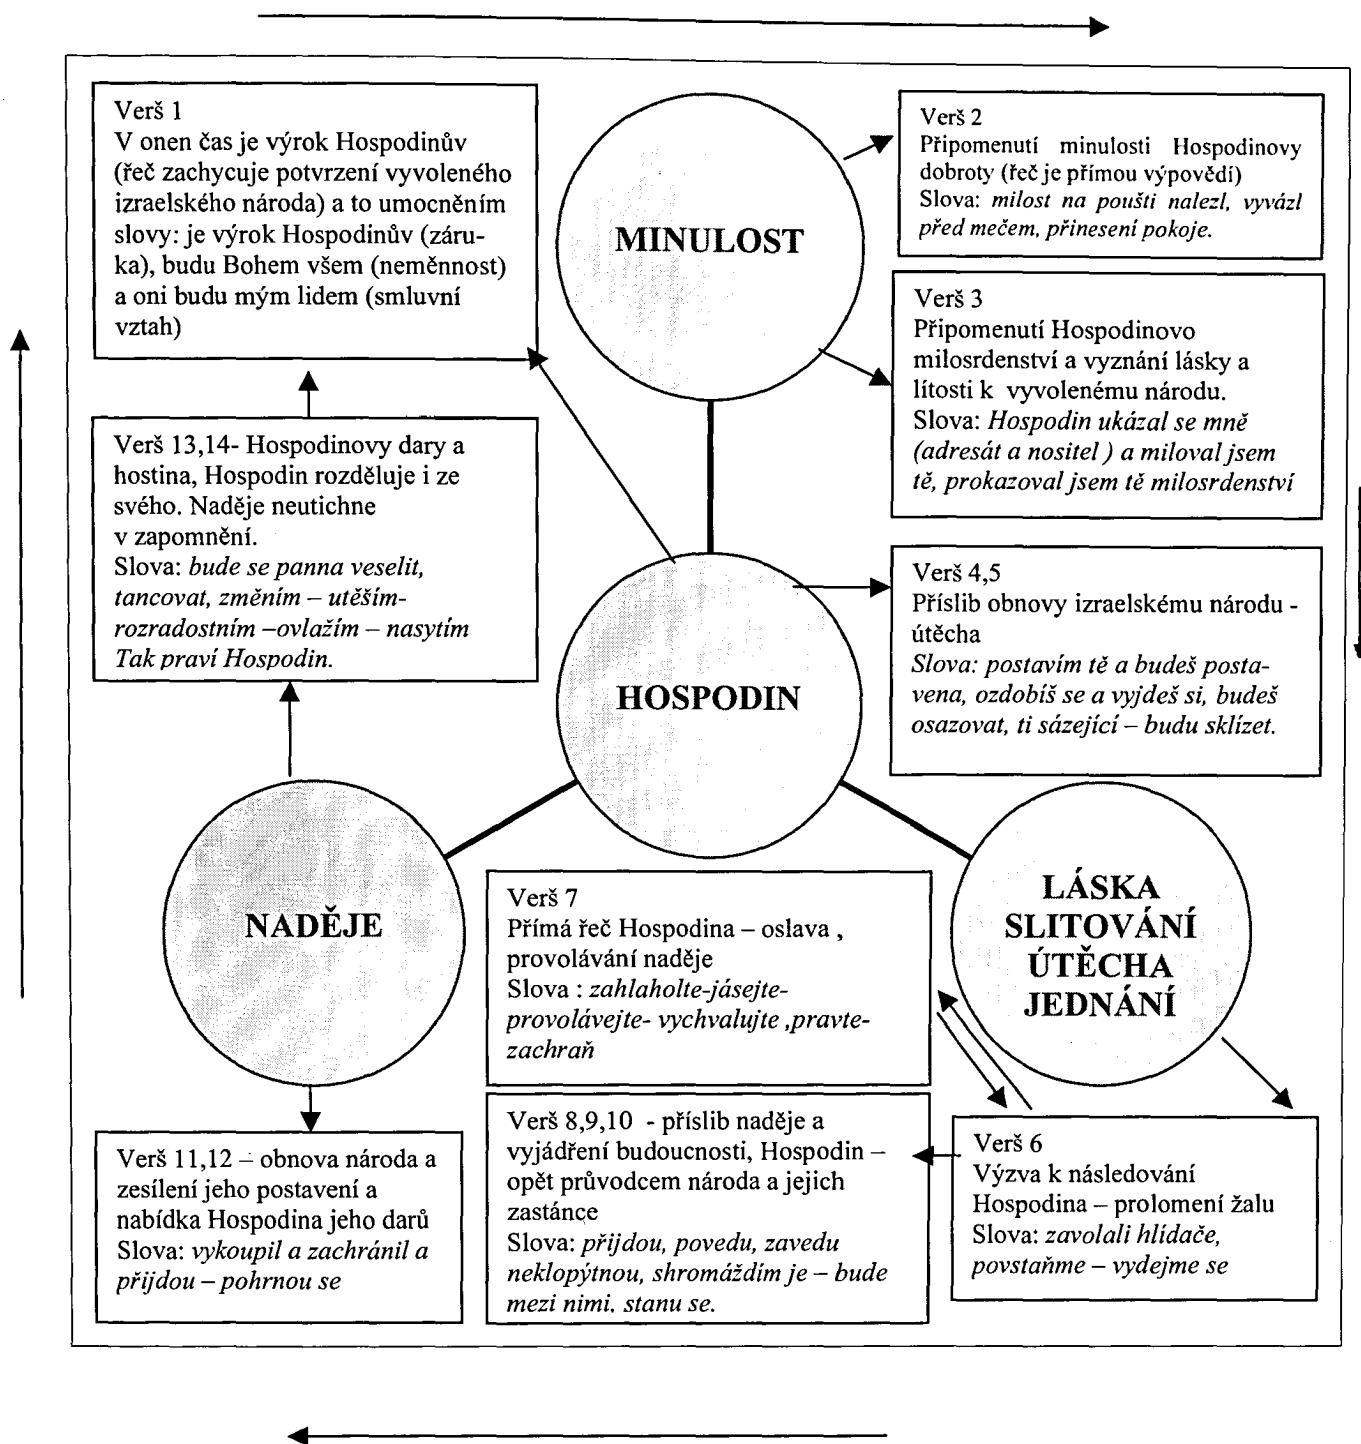 Verš 1
V onen čas je výrok Hospodinův
(řeč zachycuje potvrzení vyvoleného
izraelského národa) a to umocněním
slovy: je výrok Hospodinův (záru-
ka), budu Bohem všem (neměnnost)
a oni budu mým lidem (smluvní
vztah)
MINULOST
Verš 2
Připomenutí minulosti Hospodinovy
dobroty (řeč je přímou výpovědí)
Slova: milost na poušti nalezl, vyvázl
před mečem, přinesení pokoje.
Verš 3
Připomenutí Hospodinovo
milosrdenství a vyznání lásky a
lítosti k vyvolenému národu.
Slova: Hospodin ukázal se mně
(adresát a nositel ) a miloval jsem
tě, prokazoval jsem tě milosrdenství
Verš 13,14- Hospodinovy dary a
hostina, Hospodin rozděluje i ze
svého. Naděje neutichne
v zapomnění.
Slova: bude se panna veselit,
tancovat, změním – utěším-
rozradostním –ovlažím – nasytím
Tak praví Hospodin.
HOSPODIN
Verš 4,5
Příslib obnovy izraelskému národu -
útěcha
Slova: postavím tě a budeš posta-
vena, ozdobíš se a vyjdeš si, budeš
osazovat, ti sázející – budu sklízet.
NADĚJE
Verš 7
Přímá řeč Hospodina – oslava ,
provolávání naděje
Slova : zahlaholte-jásejte-
provolávejte- vychvalujte ,pravte-
zachraň
LÁSKA
SLITOVÁNÍ
ÚTĚCHA
JEDNÁNÍ
Verš 11,12 – obnova národa a
zesílení jeho postavení a
nabídka Hospodina jeho darů
Slova: vykoupil a zachránil a
přijdou – pohrnou se
Verš 8,9,10 - příslib naděje a
vyjádření budoucnosti, Hospodin –
opět průvodcem národa a jejich
zastánce
Slova: přijdou, povedu, zavedu
neklopýtnou, shromáždím je – bude
mezi nimi, stanu se.
Verš 6
Výzva k následování
Hospodina – prolomení žalu
Slova: zavolali hlídače,
povstaňme – vydejme se